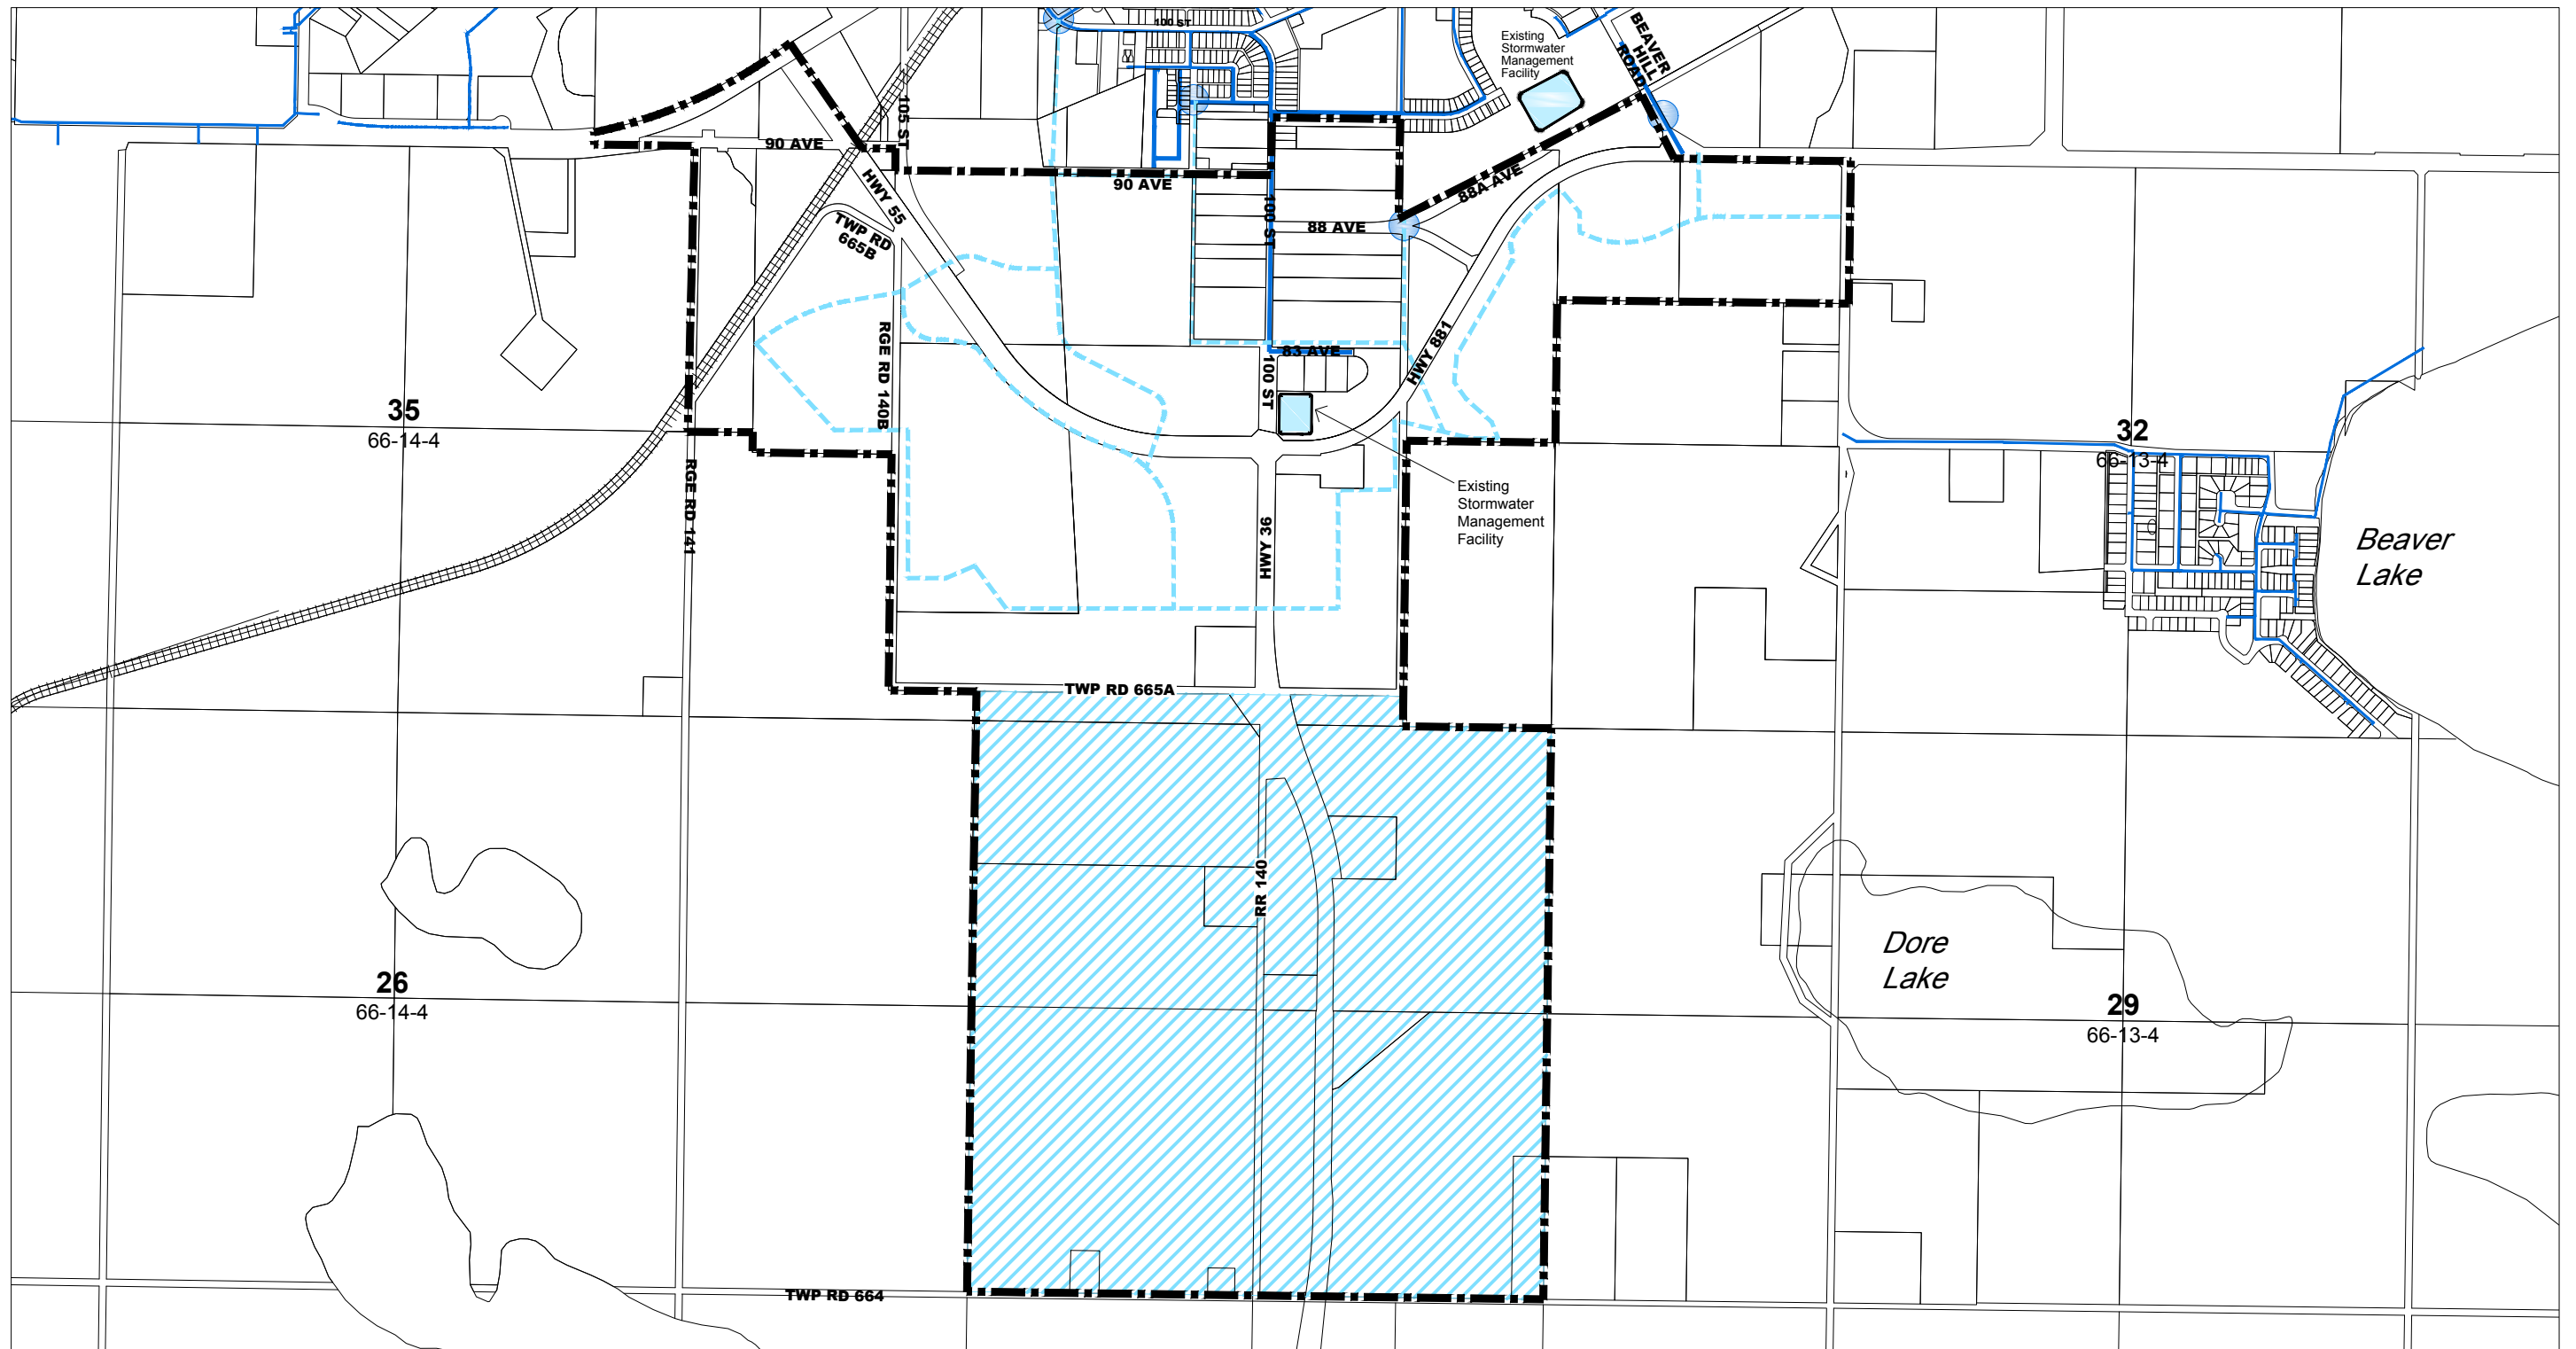 100 ST
Existing
Stormwater
Management
Facility
BEAVER
HILL
ROAD
105 ST
90 AVE
90 AVE
HWY 55
TWP RD
665B
100 ST
88 AVE
88A AVE
RGE RD 140B
83 AVE
100 ST
HWY 881
35
66-14-4
32
66-13-4
RGE RD 141
HWY 36
Existing
Stormwater
Management
Facility
Beaver
Lake
TWP RD 665A
RR 140
Dore
Lake
26
66-14-4
29
66-13-4
TWP RD 664